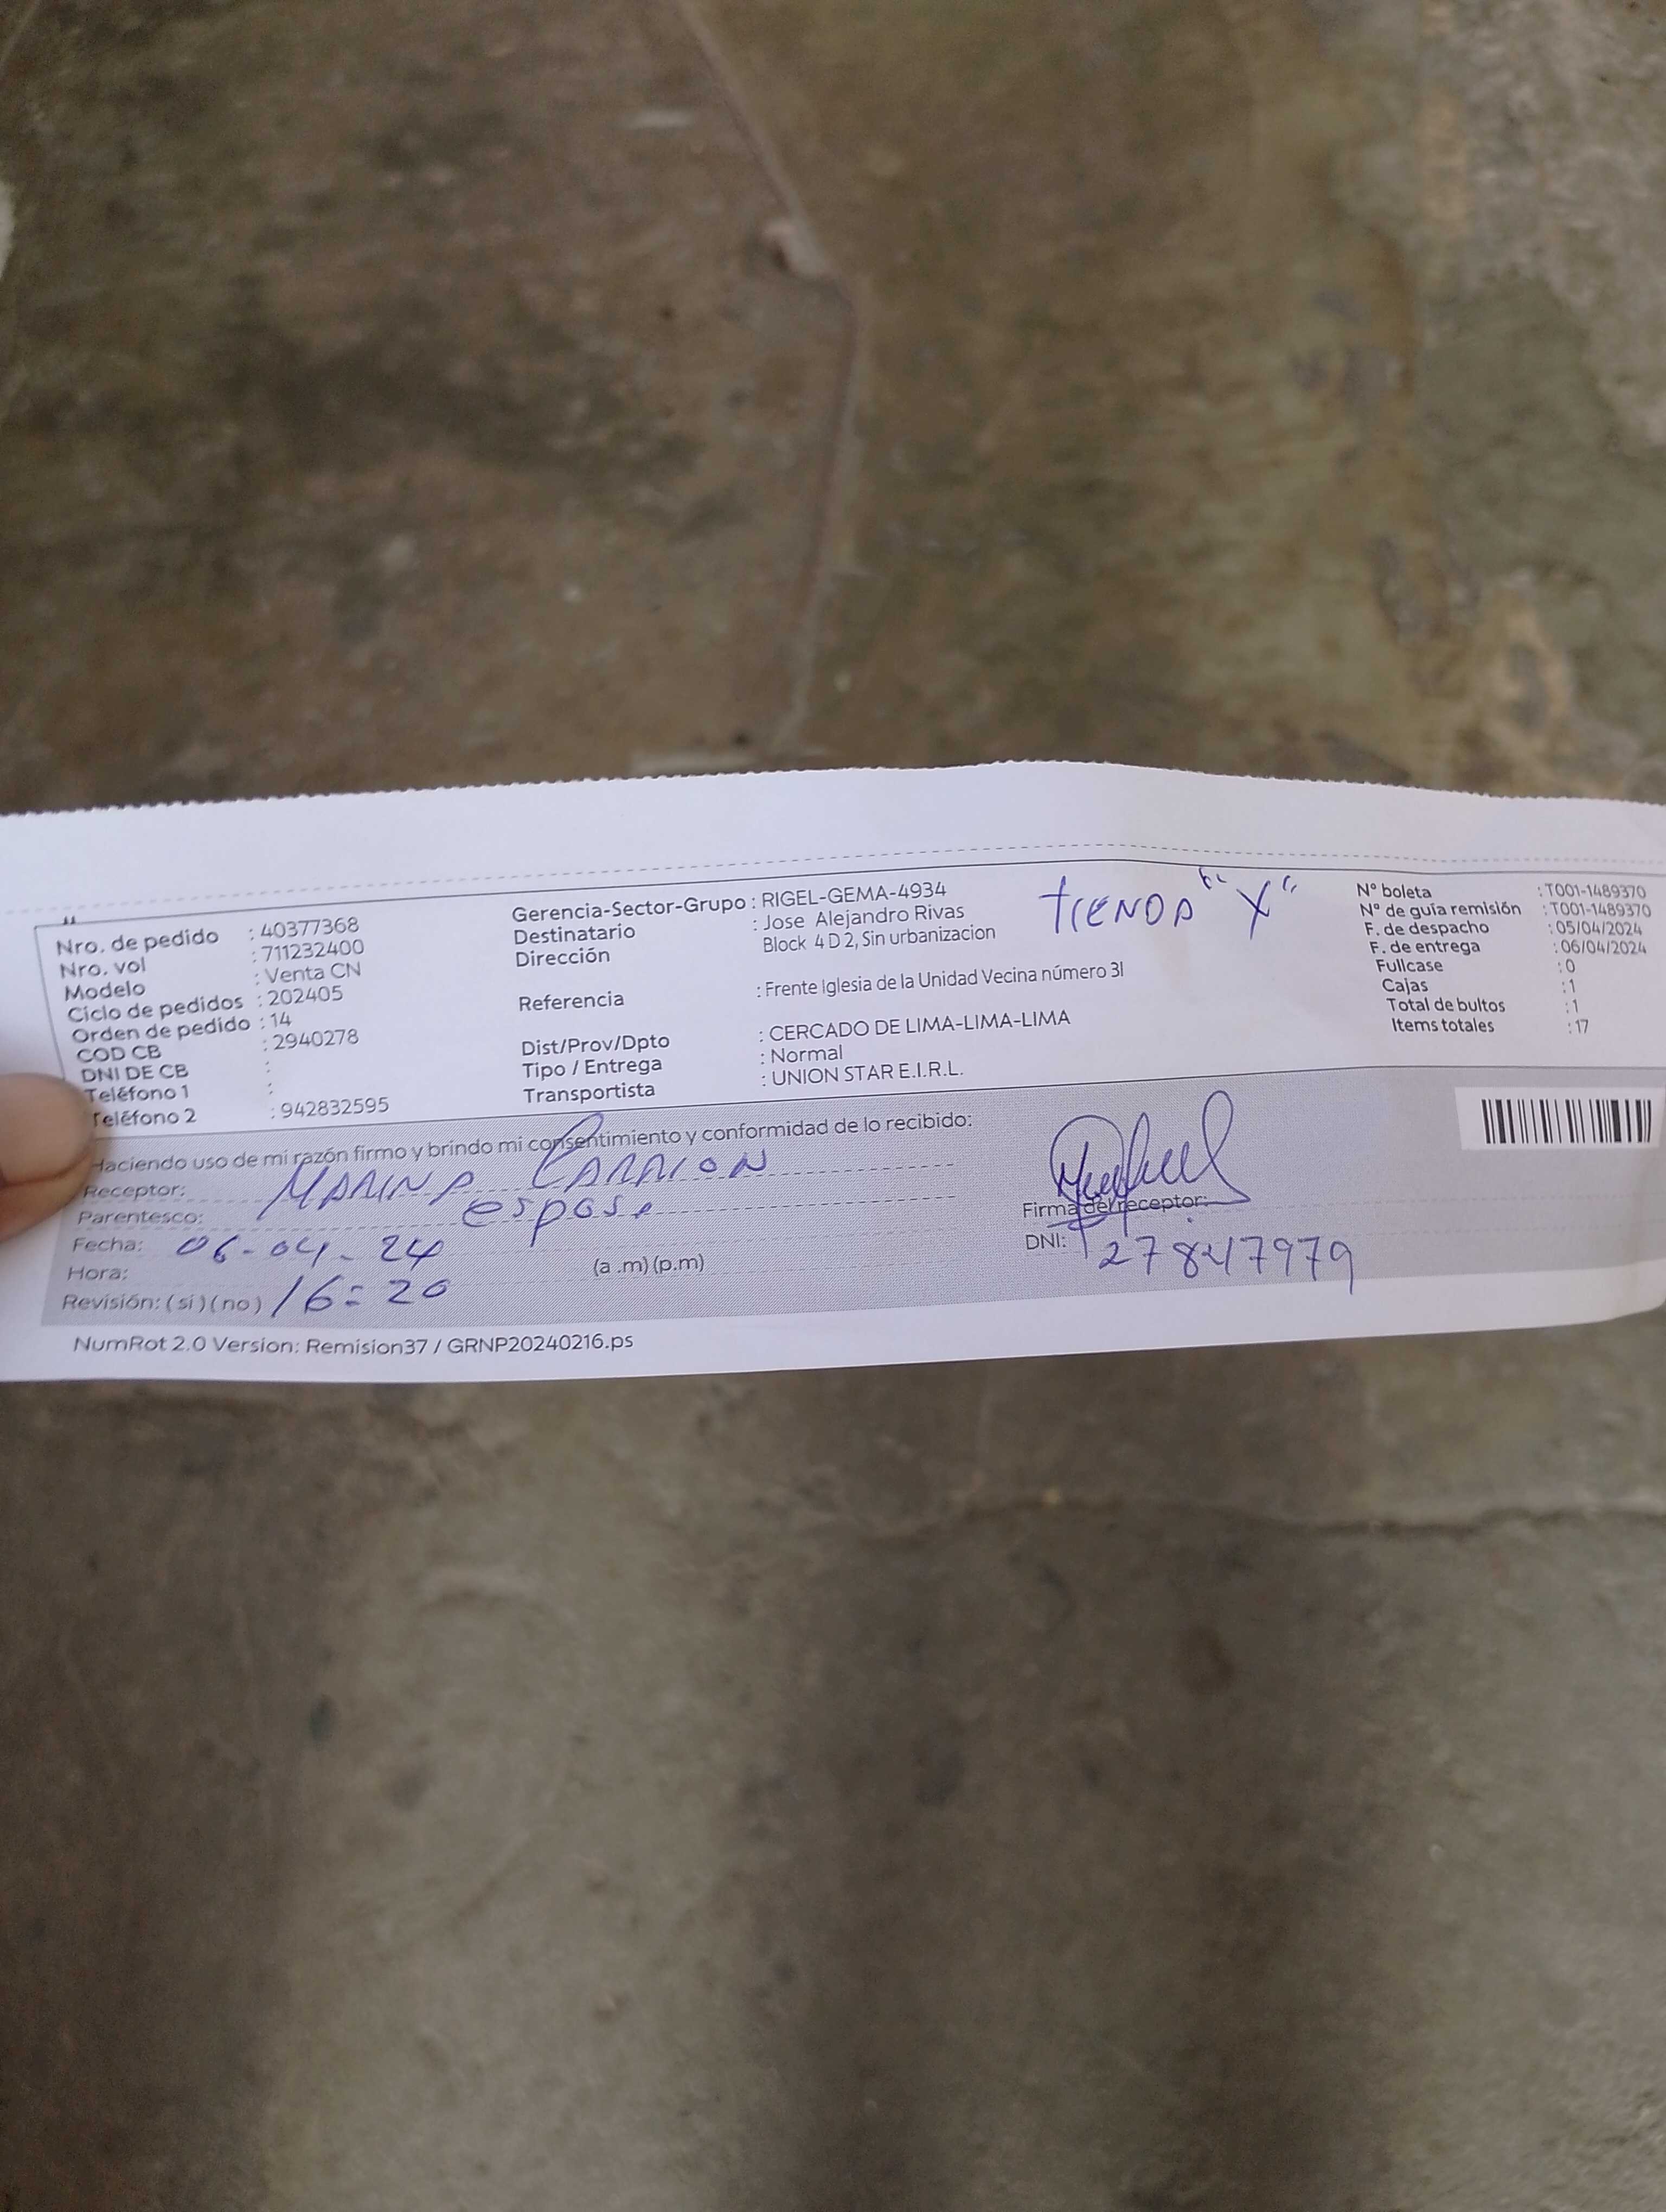 Nro. de pedido : 40377368
Nro. vol : 711232400
Modelo : Venta CN
Ciclo de pedidos : 202405
Orden de pedido : 14
COD CB : 2940278
DNI DE CB :
Teléfono 1 :
Teléfono 2 : 942832595
Gerencia-Sector-Grupo : RIGEL-GEMA-4934
Destinatario : Jose Alejandro Rivas
Dirección Block 4 D 2, Sin urbanizacion
Referencia : Frente Iglesia de la Unidad Vecina número 3I
Dist/Prov/Dpto : CERCADO DE LIMA-LIMA-LIMA
Tipo / Entrega : Normal
Transportista : UNION STAR E.I.R.L.
TIENDA "X"
N° boleta : T001-1489370
N° de guía remisión : T001-1489370
F. de despacho : 05/04/2024
F. de entrega : 06/04/2024
Fullcase : 0
Cajas : 1
Total de bultos : 1
Items totales : 17
Haciendo uso de mi razón firmo y brindo mi consentimiento y conformidad de lo recibido:
Receptor: MARINA CARRION
Parentesco: esposa
Fecha: 06-04-24
Hora: 16:20 (a .m) (p.m)
Revisión: (si) (no)
Firma del receptor:
DNI: 27847979
NumRot 2.0 Version: Remision37 / GRNP20240216.ps